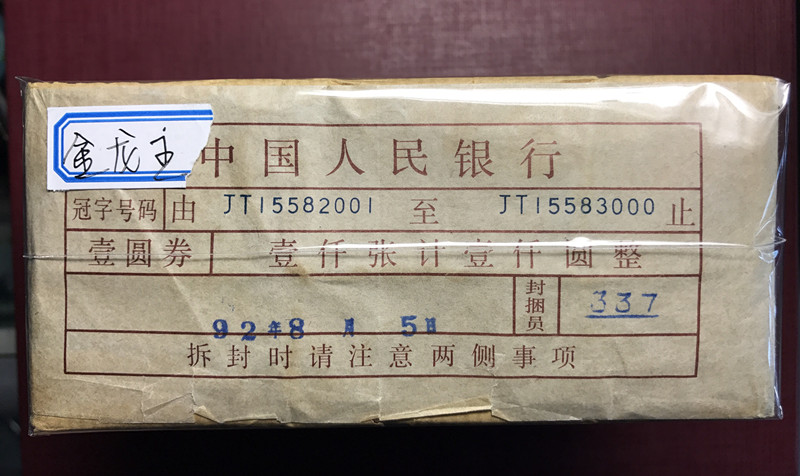 金龙王
中国人民银行
冠字号码 由 JT15582001 至 JT15583000 止
壹圆券 壹仟张计壹仟圆整
封捆员 337
92年8月5日
拆封时请注意两侧事项